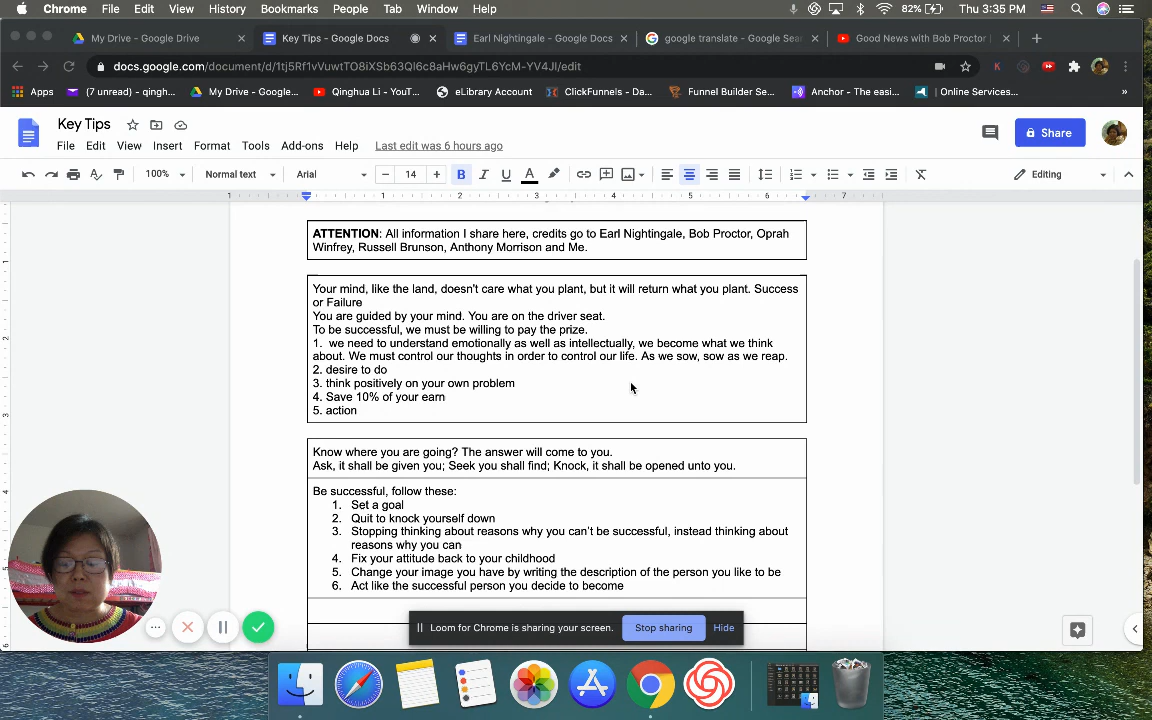 Chrome File Edit View History Bookmarks People Tab Window Help 82% Thu 3:35 PM
My Drive - Google Drive Key Tips - Google Docs Earl Nightingale - Google Docs google translate - Google Sea Good News with Bob Proctor
docs.google.com/document/d/1tj5Rf1vVuwtTO8iXSb63Ql6c8aHw6gyTL6YcM-YV4JI/edit
Apps (7 unread) - qingh... My Drive - Google... Qinghua Li - YouT... eLibrary Account ClickFunnels - Da... Funnel Builder Se... Anchor - The easi... | Online Services... »
Key Tips
File Edit View Insert Format Tools Add-ons Help Last edit was 6 hours ago
Share
100% Normal text Arial 14 B I U A Editing
1 1 2 3 4 5 6 7
ATTENTION: All information I share here, credits go to Earl Nightingale, Bob Proctor, Oprah
Winfrey, Russell Brunson, Anthony Morrison and Me.
Your mind, like the land, doesn't care what you plant, but it will return what you plant. Success
or Failure
You are guided by your mind. You are on the driver seat.
To be successful, we must be willing to pay the prize.
1. we need to understand emotionally as well as intellectually, we become what we think
about. We must control our thoughts in order to control our life. As we sow, sow as we reap.
2. desire to do
3. think positively on your own problem
4. Save 10% of your earn
5. action
Know where you are going? The answer will come to you.
Ask, it shall be given you; Seek you shall find; Knock, it shall be opened unto you.
Be successful, follow these:
1. Set a goal
2. Quit to knock yourself down
3. Stopping thinking about reasons why you can't be successful, instead thinking about
reasons why you can
4. Fix your attitude back to your childhood
5. Change your image you have by writing the description of the person you like to be
6. Act like the successful person you decide to become
Loom for Chrome is sharing your screen. Stop sharing Hide